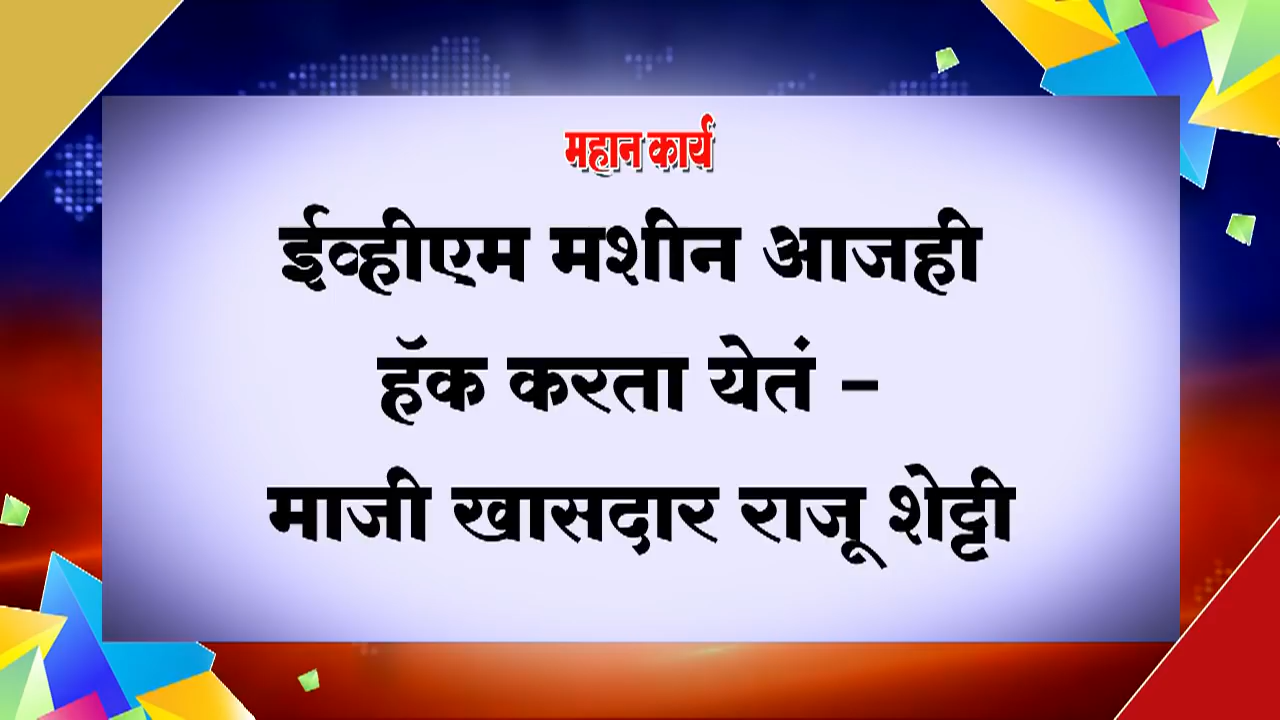 महान कार्य
ईव्हीएम मशीन आजही
हॅक करता येतं –
माजी खासदार राजू शेट्टी